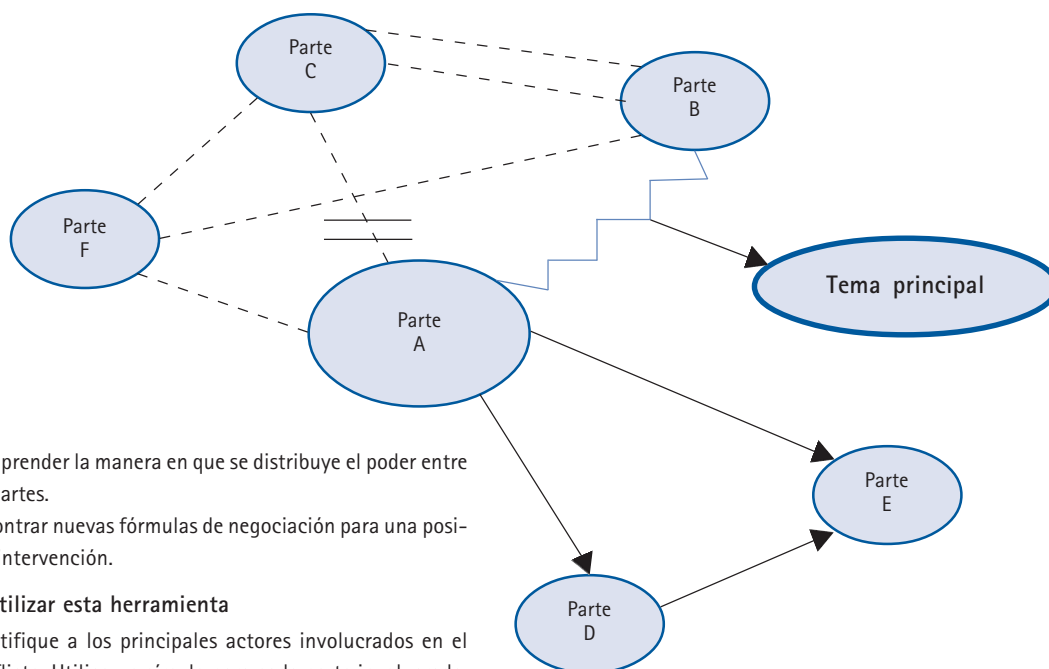 Parte
C
Parte
B
Parte
F
Tema principal
Parte
A
prender la manera en que se distribuye el poder entre
artes.
ontrar nuevas fórmulas de negociación para una posi-
intervención.
Parte
E
tilizar esta herramienta
Parte
D
tifique a los principales actores involucrados en el